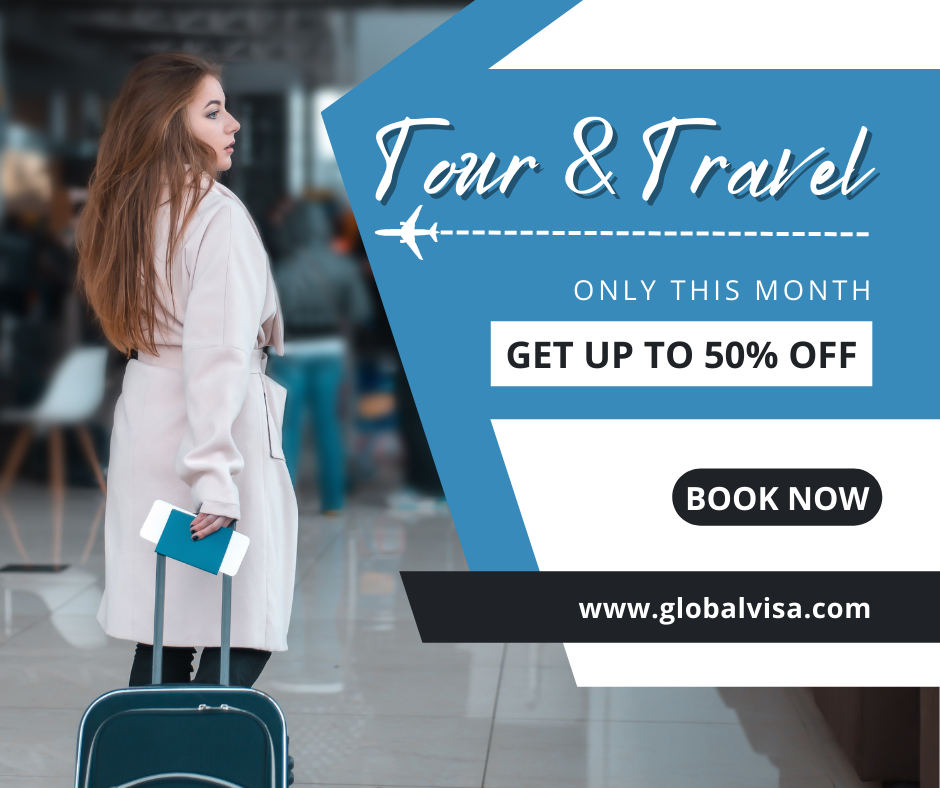 Tour & Travel
ONLY THIS MONTH
GET UP TO 50% OFF
BOOK NOW
www.globalvisa.com